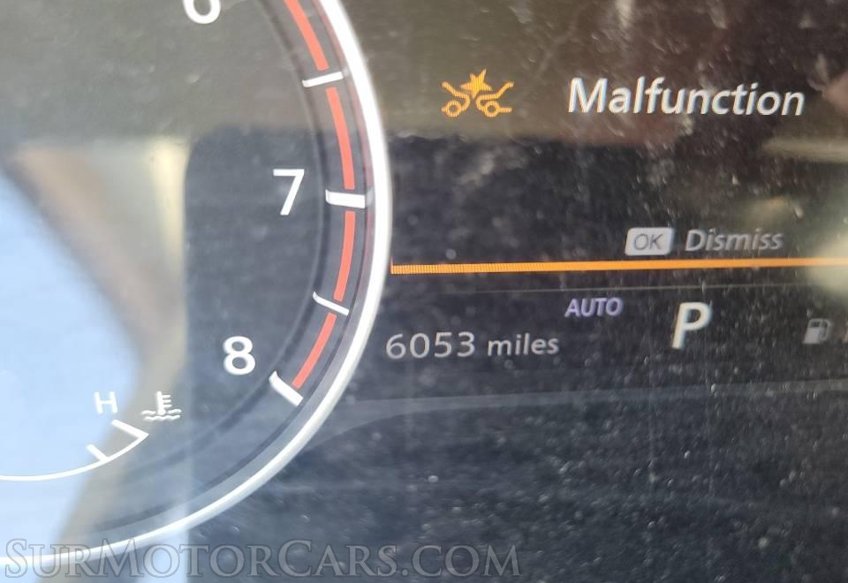 6
Malfunction
7
OK Dismiss
AUTO P
6053 miles
8
H
SurMotorCars.com